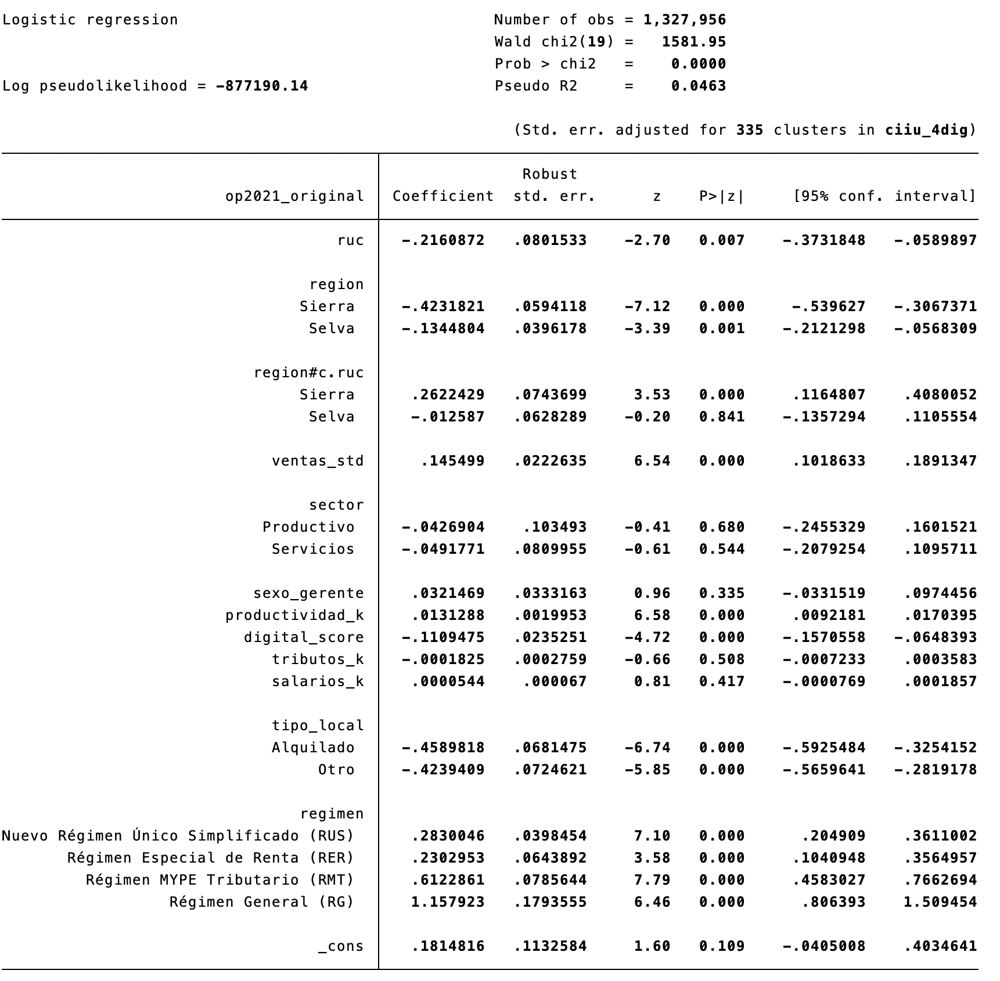 Logistic regression Number of obs = 1,327,956
Wald chi2(19) = 1581.95
Prob > chi2 = 0.0000
Log pseudolikelihood = -877190.14 Pseudo R2 = 0.0463
(Std. err. adjusted for 335 clusters in ciiu_4dig)
Robust
op2021_original Coefficient std. err. z P>|z| [95% conf. interval]
ruc -.2160872 .0801533 -2.70 0.007 -.3731848 -.0589897
region
Sierra -.4231821 .0594118 -7.12 0.000 -.539627 -.3067371
Selva -.1344804 .0396178 -3.39 0.001 -.2121298 -.0568309
region#c.ruc
Sierra .2622429 .0743699 3.53 0.000 .1164807 .4080052
Selva -.012587 .0628289 -0.20 0.841 -.1357294 .1105554
ventas_std .145499 .0222635 6.54 0.000 .1018633 .1891347
sector
Productivo -.0426904 .103493 -0.41 0.680 -.2455329 .1601521
Servicios -.0491771 .0809955 -0.61 0.544 -.2079254 .1095711
sexo_gerente .0321469 .0333163 0.96 0.335 -.0331519 .0974456
productividad_k .0131288 .0019953 6.58 0.000 .0092181 .0170395
digital_score -.1109475 .0235251 -4.72 0.000 -.1570558 -.0648393
tributos_k -.0001825 .0002759 -0.66 0.508 -.0007233 .0003583
salarios_k .0000544 .000067 0.81 0.417 -.0000769 .0001857
tipo_local
Alquilado -.4589818 .0681475 -6.74 0.000 -.5925484 -.3254152
Otro -.4239409 .0724621 -5.85 0.000 -.5659641 -.2819178
regimen
Nuevo Régimen Único Simplificado (RUS) .2830046 .0398454 7.10 0.000 .204909 .3611002
Régimen Especial de Renta (RER) .2302953 .0643892 3.58 0.000 .1040948 .3564957
Régimen MYPE Tributario (RMT) .6122861 .0785644 7.79 0.000 .4583027 .7662694
Régimen General (RG) 1.157923 .1793555 6.46 0.000 .806393 1.509454
_cons .1814816 .1132584 1.60 0.109 -.0405008 .4034641